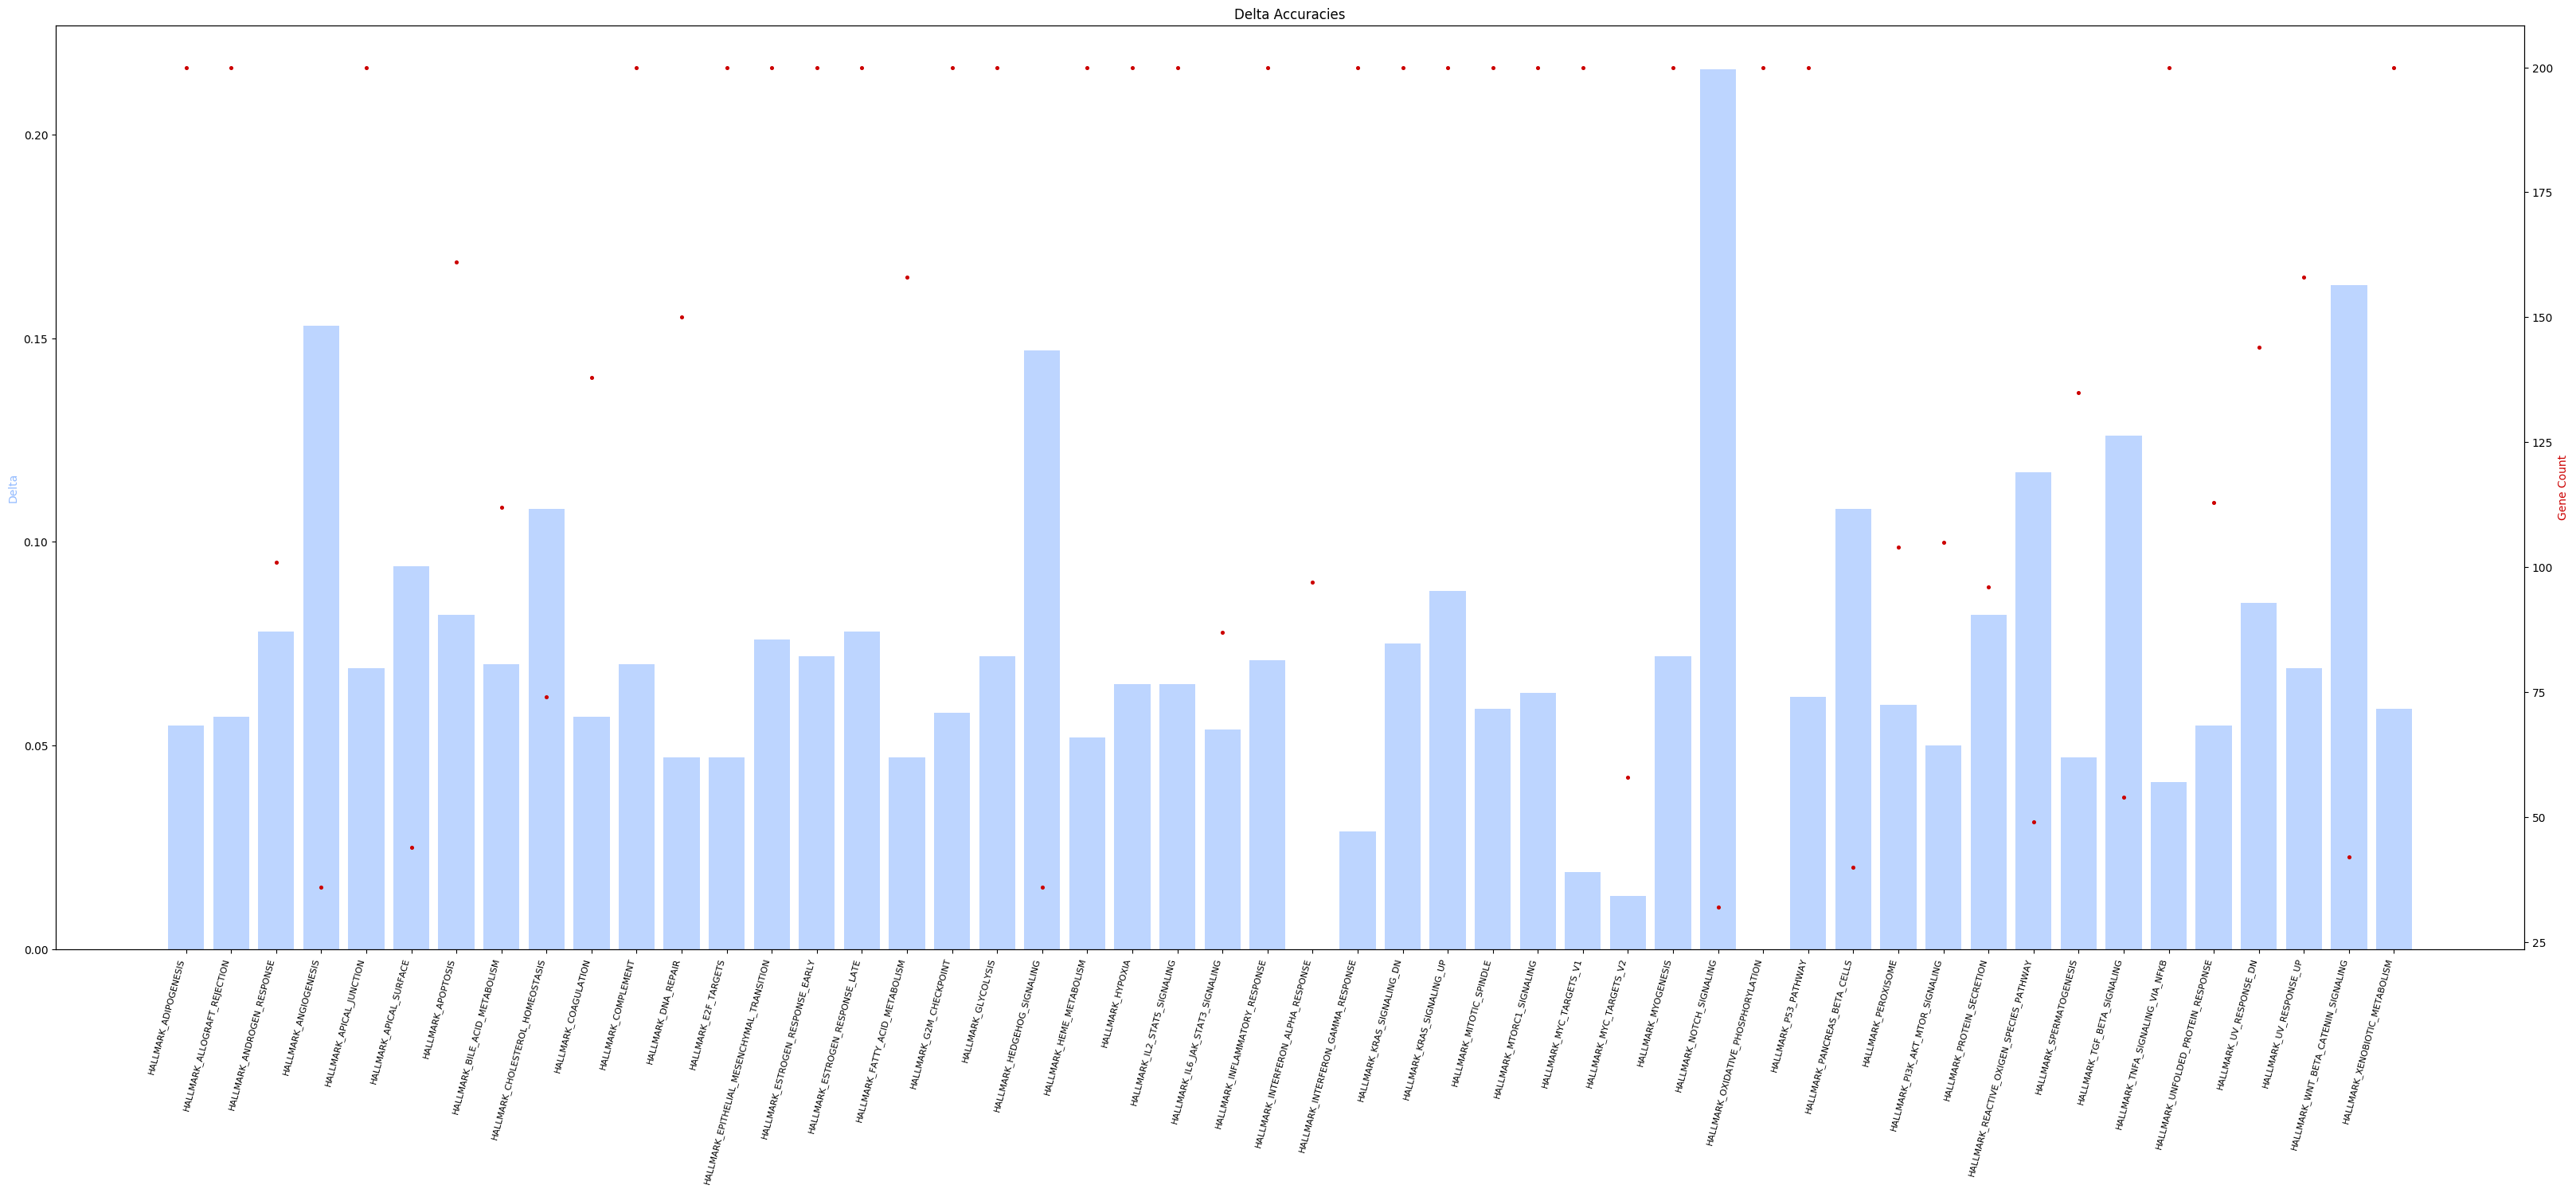 Delta Accuracies
0.20
0.15
0.10
0.05
0.00
Delta
200
175
150
125
100
75
50
25
Gene Count
HALLMARK_ADIPOGENESIS
HALLMARK_ALLOGRAFT_REJECTION
HALLMARK_ANDROGEN_RESPONSE
HALLMARK_ANGIOGENESIS
HALLMARK_APICAL_JUNCTION
HALLMARK_APICAL_SURFACE
HALLMARK_APOPTOSIS
HALLMARK_BILE_ACID_METABOLISM
HALLMARK_CHOLESTEROL_HOMEOSTASIS
HALLMARK_COAGULATION
HALLMARK_COMPLEMENT
HALLMARK_DNA_REPAIR
HALLMARK_E2F_TARGETS
HALLMARK_EPITHELIAL_MESENCHYMAL_TRANSITION
HALLMARK_ESTROGEN_RESPONSE_EARLY
HALLMARK_ESTROGEN_RESPONSE_LATE
HALLMARK_FATTY_ACID_METABOLISM
HALLMARK_G2M_CHECKPOINT
HALLMARK_GLYCOLYSIS
HALLMARK_HEDGEHOG_SIGNALING
HALLMARK_HEME_METABOLISM
HALLMARK_HYPOXIA
HALLMARK_IL2_STAT5_SIGNALING
HALLMARK_IL6_JAK_STAT3_SIGNALING
HALLMARK_INFLAMMATORY_RESPONSE
HALLMARK_INTERFERON_ALPHA_RESPONSE
HALLMARK_INTERFERON_GAMMA_RESPONSE
HALLMARK_KRAS_SIGNALING_DN
HALLMARK_KRAS_SIGNALING_UP
HALLMARK_MITOTIC_SPINDLE
HALLMARK_MTORC1_SIGNALING
HALLMARK_MYC_TARGETS_V1
HALLMARK_MYC_TARGETS_V2
HALLMARK_MYOGENESIS
HALLMARK_NOTCH_SIGNALING
HALLMARK_OXIDATIVE_PHOSPHORYLATION
HALLMARK_P53_PATHWAY
HALLMARK_PANCREAS_BETA_CELLS
HALLMARK_PEROXISOME
HALLMARK_PI3K_AKT_MTOR_SIGNALING
HALLMARK_PROTEIN_SECRETION
HALLMARK_REACTIVE_OXIGEN_SPECIES_PATHWAY
HALLMARK_SPERMATOGENESIS
HALLMARK_TGF_BETA_SIGNALING
HALLMARK_TNFA_SIGNALING_VIA_NFKB
HALLMARK_UNFOLDED_PROTEIN_RESPONSE
HALLMARK_UV_RESPONSE_DN
HALLMARK_UV_RESPONSE_UP
HALLMARK_WNT_BETA_CATENIN_SIGNALING
HALLMARK_XENOBIOTIC_METABOLISM